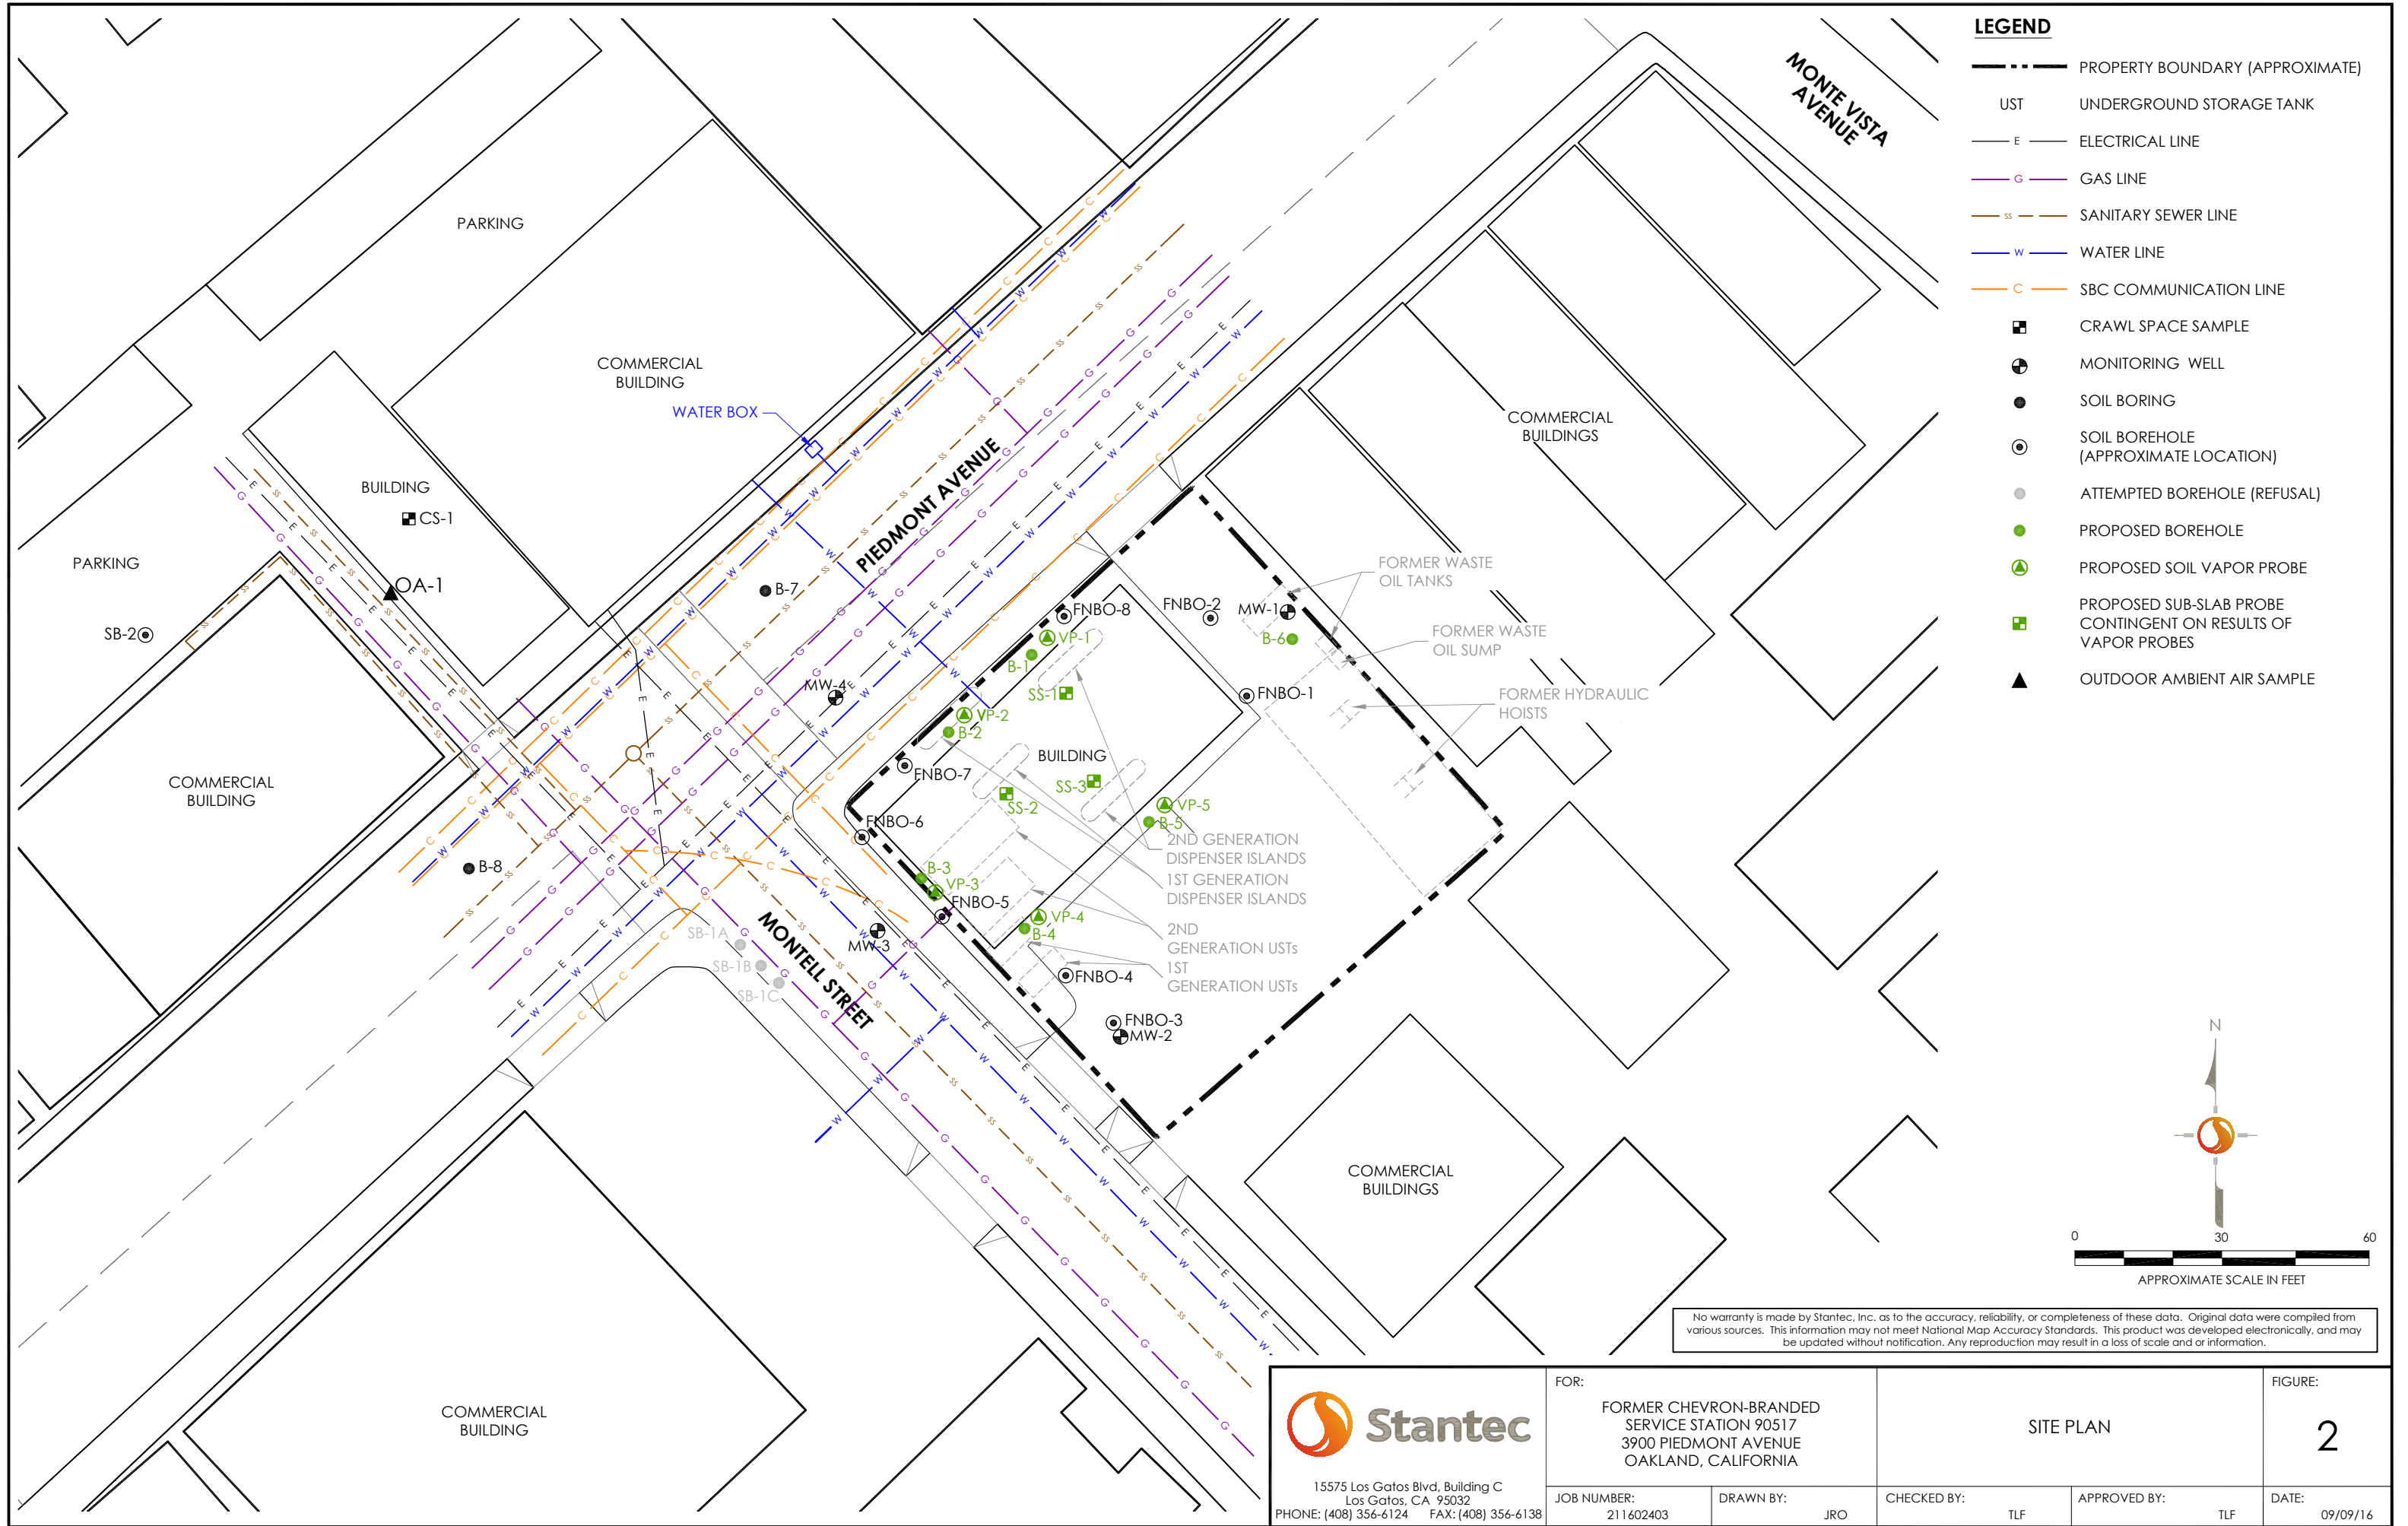 LEGEND
PROPERTY BOUNDARY (APPROXIMATE)
UST UNDERGROUND STORAGE TANK
E ELECTRICAL LINE
G GAS LINE
SS SANITARY SEWER LINE
W WATER LINE
C SBC COMMUNICATION LINE
CRAWL SPACE SAMPLE
MONITORING WELL
SOIL BORING
SOIL BOREHOLE
(APPROXIMATE LOCATION)
ATTEMPTED BOREHOLE (REFUSAL)
PROPOSED BOREHOLE
PROPOSED SOIL VAPOR PROBE
PROPOSED SUB-SLAB PROBE
CONTINGENT ON RESULTS OF
VAPOR PROBES
OUTDOOR AMBIENT AIR SAMPLE
MONTE VISTA
AVENUE
PARKING
COMMERCIAL
BUILDING
WATER BOX
PIEDMONT AVENUE
BUILDING
CS-1
PARKING
OA-1
SB-2
B-7
COMMERCIAL
BUILDINGS
FORMER WASTE
OIL TANKS
FNBO-8
FNBO-2
MW-1
B-6
FORMER WASTE
OIL SUMP
VP-1
B-1
SS-1
FNBO-1
FORMER HYDRAULIC
HOISTS
MW-4
VP-2
B-2
BUILDING
FNBO-7
SS-3
SS-2
VP-5
B-5
COMMERCIAL
BUILDING
FNBO-6
2ND GENERATION
DISPENSER ISLANDS
B-8
B-3
VP-3
1ST GENERATION
DISPENSER ISLANDS
FNBO-5
VP-4
B-4
2ND
GENERATION USTs
SB-1A
MW-3
MONTELL STREET
SB-1B
SB-1C
FNBO-4
1ST
GENERATION USTs
FNBO-3
MW-2
COMMERCIAL
BUILDINGS
COMMERCIAL
BUILDING
N
0 30 60
APPROXIMATE SCALE IN FEET
No warranty is made by Stantec, Inc. as to the accuracy, reliability, or completeness of these data. Original data were compiled from
various sources. This information may not meet National Map Accuracy Standards. This product was developed electronically, and may
be updated without notification. Any reproduction may result in a loss of scale and or information.
Stantec
15575 Los Gatos Blvd, Building C
Los Gatos, CA 95032
PHONE: (408) 356-6124 FAX: (408) 356-6138
FOR:
FORMER CHEVRON-BRANDED
SERVICE STATION 90517
3900 PIEDMONT AVENUE
OAKLAND, CALIFORNIA
SITE PLAN
FIGURE:
2
JOB NUMBER:
211602403
DRAWN BY:
JRO
CHECKED BY:
TLF
APPROVED BY:
TLF
DATE:
09/09/16